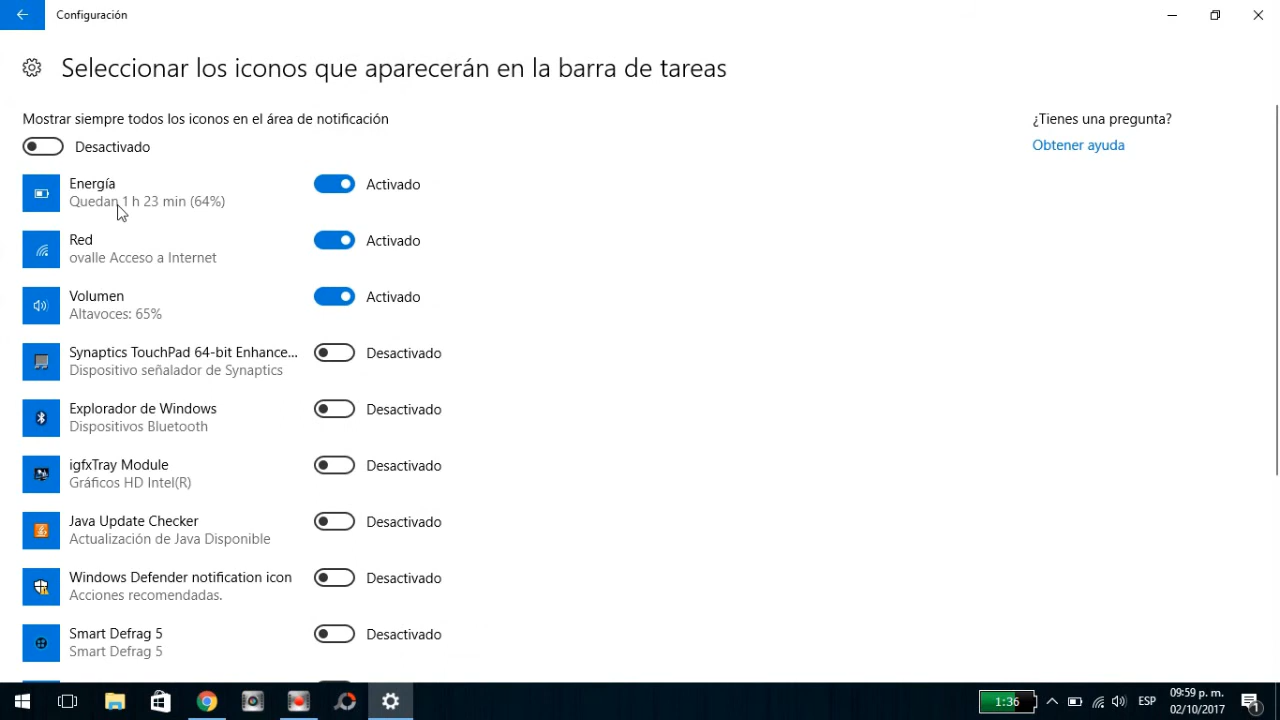 Configuración
Seleccionar los iconos que aparecerán en la barra de tareas
Mostrar siempre todos los iconos en el área de notificación
Desactivado
¿Tienes una pregunta?
Obtener ayuda
Energía
Quedan 1 h 23 min (64%)
Activado
Red
ovalle Acceso a Internet
Activado
Volumen
Altavoces: 65%
Activado
Synaptics TouchPad 64-bit Enhance...
Dispositivo señalador de Synaptics
Desactivado
Explorador de Windows
Dispositivos Bluetooth
Desactivado
igfxTray Module
Gráficos HD Intel(R)
Desactivado
Java Update Checker
Actualización de Java Disponible
Desactivado
Windows Defender notification icon
Acciones recomendadas.
Desactivado
Smart Defrag 5
Smart Defrag 5
Desactivado
1:36
ESP
09:59 p. m.
02/10/2017
1